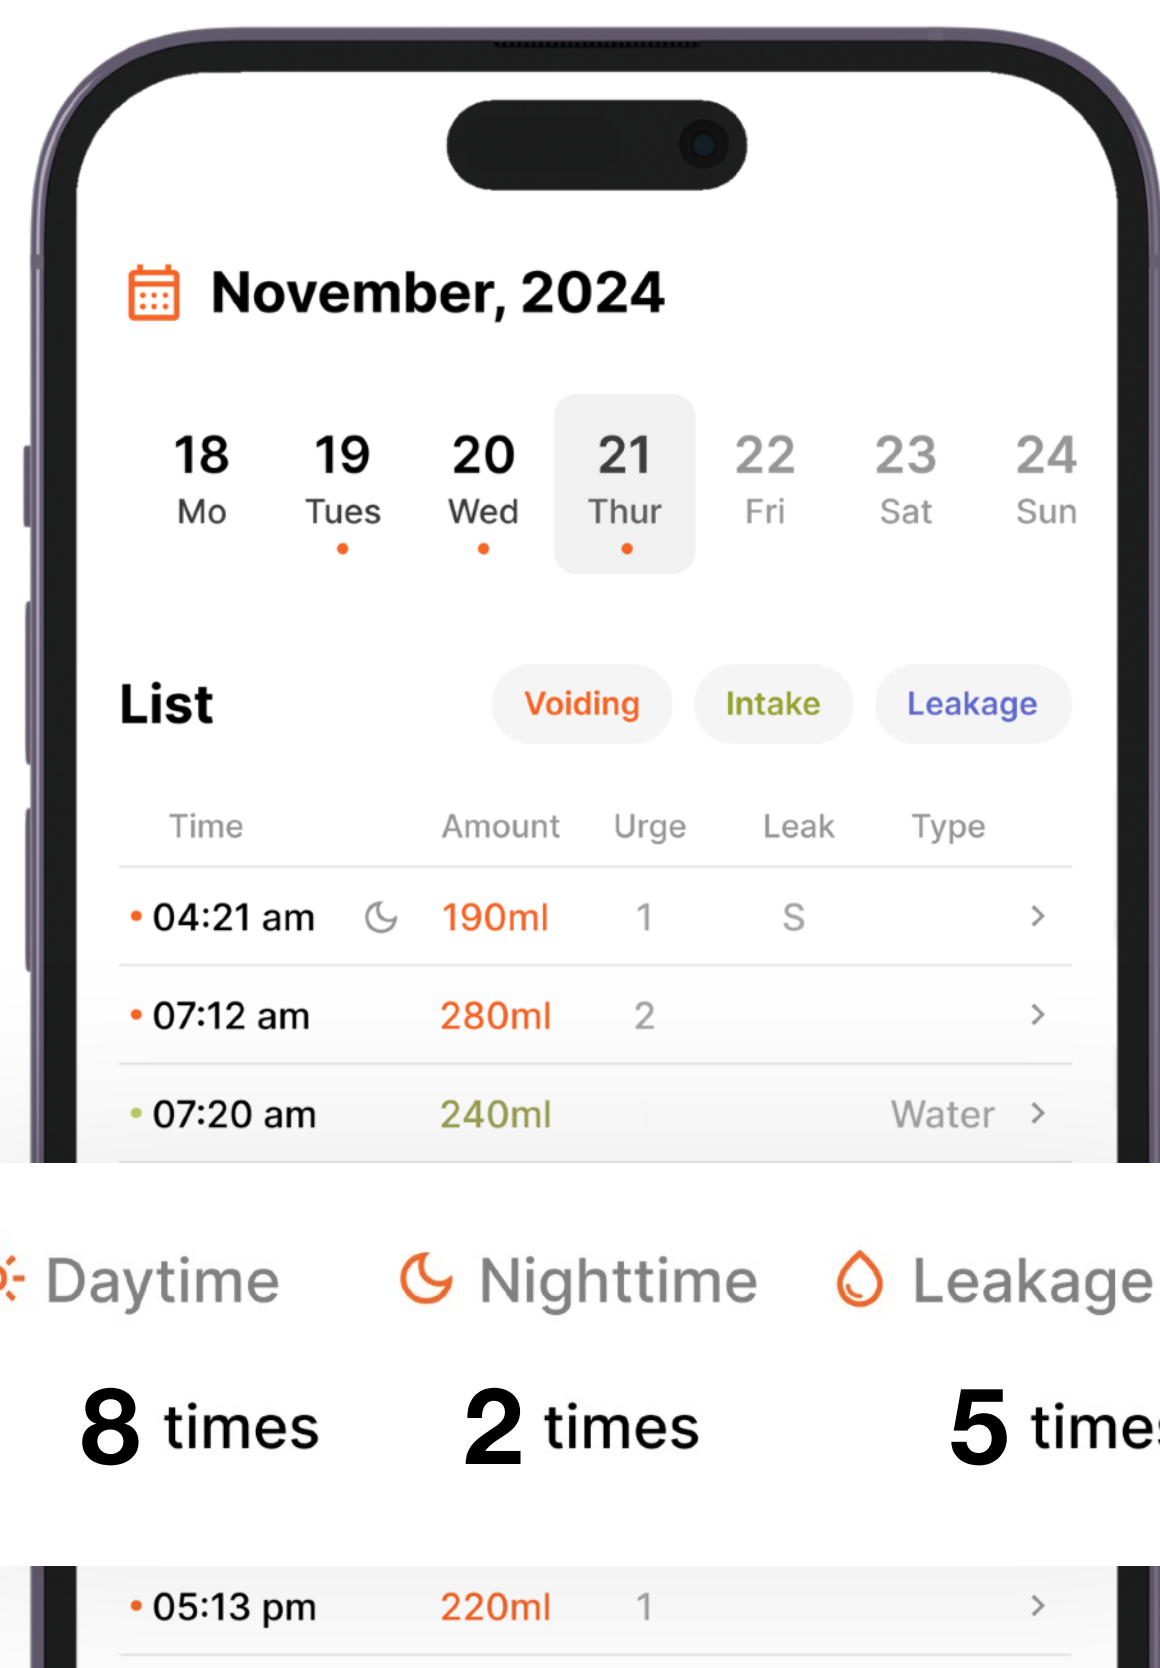 November, 2024
18 19 20 21 22 23 24
Mo Tues Wed Thur Fri Sat Sun
List Voiding Intake Leakage
Time Amount Urge Leak Type
04:21 am 190ml 1 S
07:12 am 280ml 2
07:20 am 240ml Water
Daytime Nighttime Leakage
8 times 2 times 5 times
05:13 pm 220ml 1